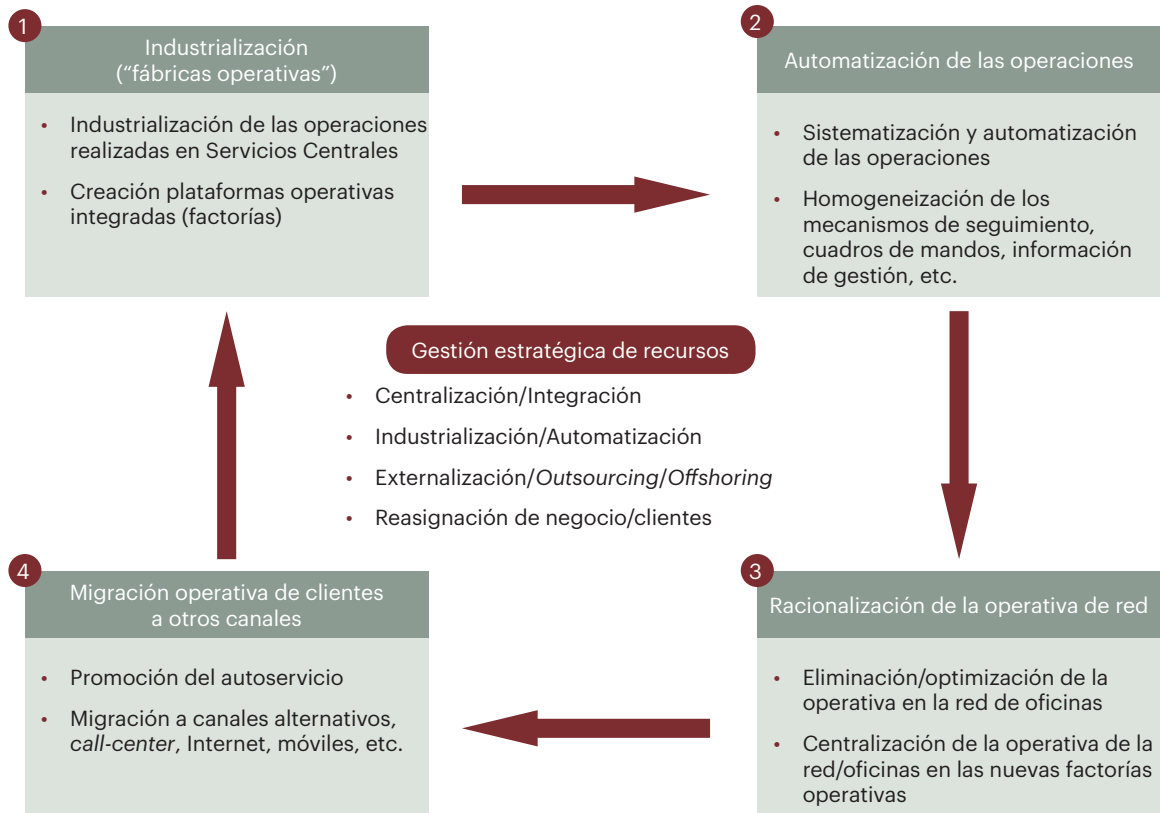 1
Industrialización
(“fábricas operativas”)
• Industrialización de las operaciones
realizadas en Servicios Centrales
• Creación plataformas operativas
integradas (factorías)
2
Automatización de las operaciones
• Sistematización y automatización
de las operaciones
• Homogeneización de los
mecanismos de seguimiento,
cuadros de mandos, información
de gestión, etc.
Gestión estratégica de recursos
• Centralización/Integración
• Industrialización/Automatización
• Externalización/Outsourcing/Offshoring
• Reasignación de negocio/clientes
3
Racionalización de la operativa de red
• Eliminación/optimización de la
operativa en la red de oficinas
• Centralización de la operativa de la
red/oficinas en las nuevas factorías
operativas
4
Migración operativa de clientes
a otros canales
• Promoción del autoservicio
• Migración a canales alternativos,
call-center, Internet, móviles, etc.